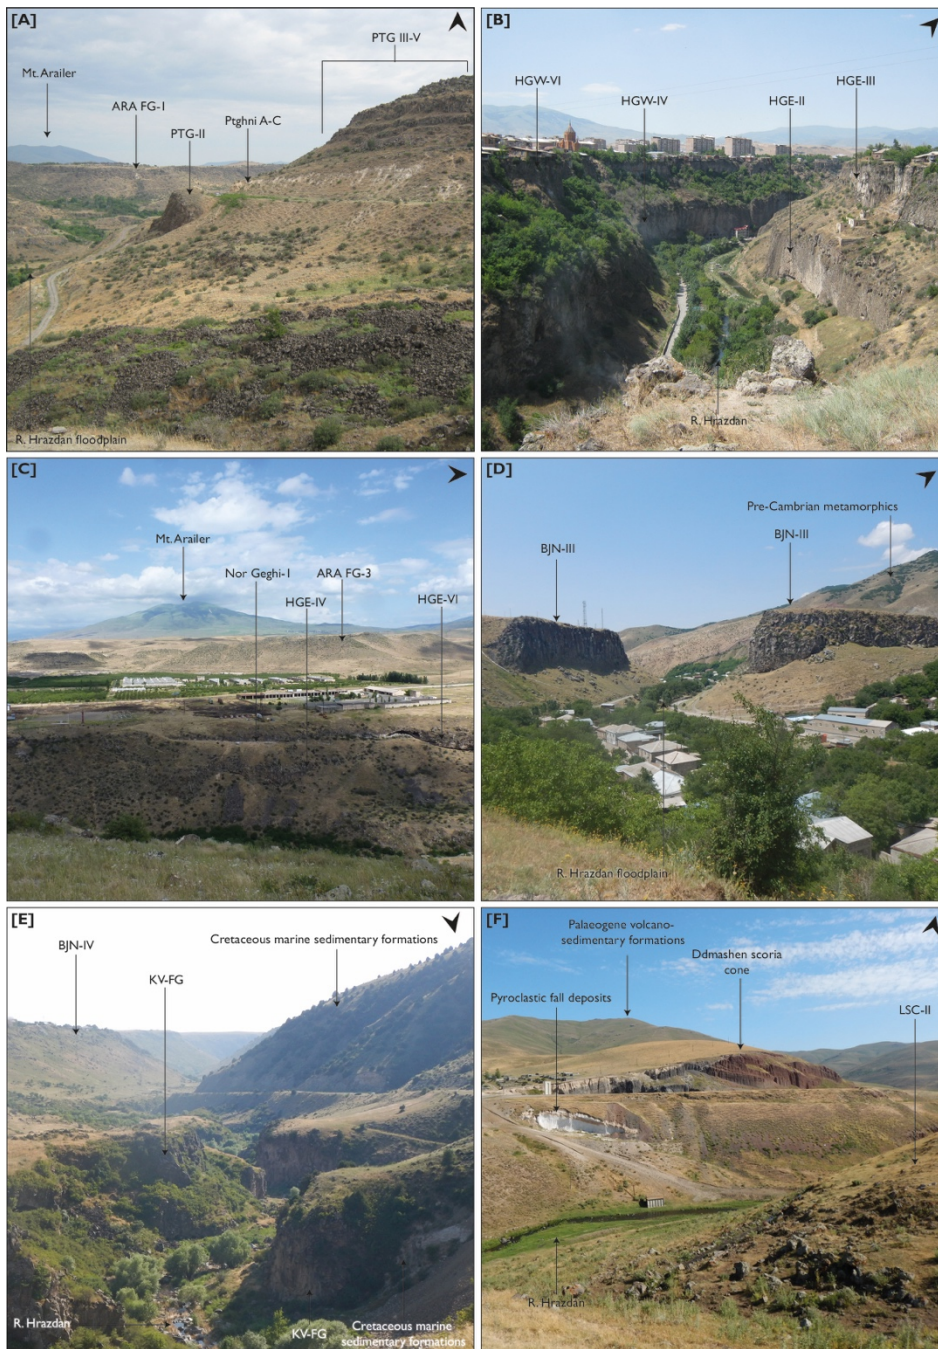 [A]
PTG III-V
Mt. Arailer
ARA FG-1
PTG-II
Ptghni A-C
R. Hrazdan floodplain
[B]
HGW-VI
HGW-IV
HGE-II
HGE-III
R. Hrazdan
[C]
Mt. Arailer
Nor Geghi-1
ARA FG-3
HGE-IV
HGE-VI
[D]
Pre-Cambrian metamorphics
BJN-III
BJN-III
R. Hrazdan floodplain
[E]
BJN-IV
Cretaceous marine sedimentary formations
KV-FG
R. Hrazdan
KV-FG
Cretaceous marine
sedimentary formations
[F]
Palaeogene volcano-
sedimentary formations
Ddmashen scoria
cone
Pyroclastic fall deposits
LSC-II
R. Hrazdan